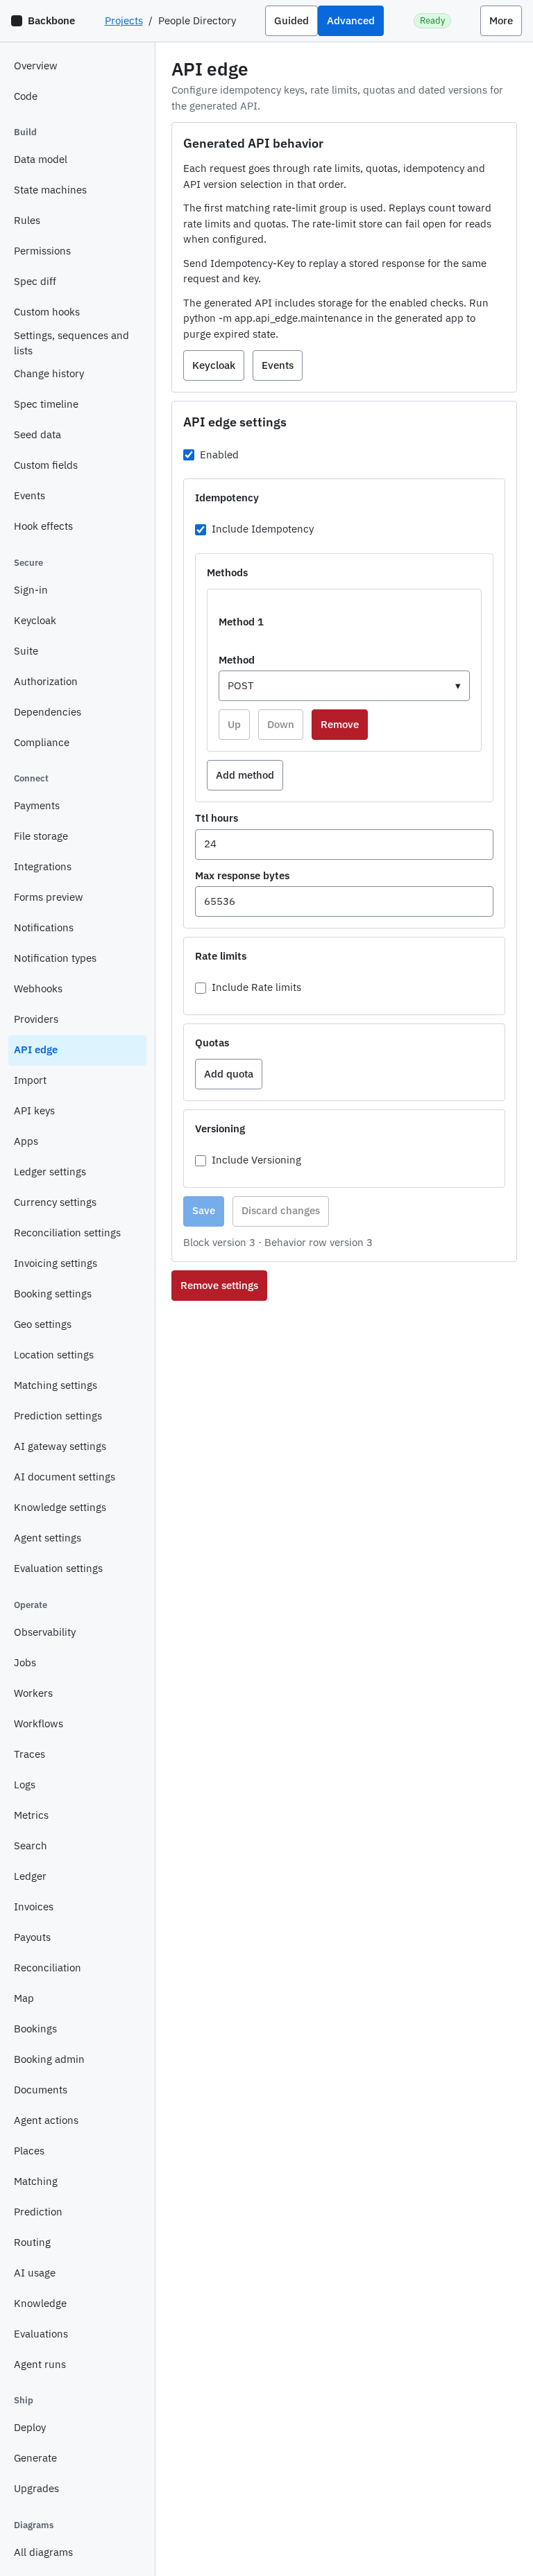 Backbone
Projects / People Directory
Guided
Advanced
Ready
More
Overview
Code
Build
Data model
State machines
Rules
Permissions
Spec diff
Custom hooks
Settings, sequences and
lists
Change history
Spec timeline
Seed data
Custom fields
Events
Hook effects
Secure
Sign-in
Keycloak
Suite
Authorization
Dependencies
Compliance
Connect
Payments
File storage
Integrations
Forms preview
Notifications
Notification types
Webhooks
Providers
API edge
Import
API keys
Apps
Ledger settings
Currency settings
Reconciliation settings
Invoicing settings
Booking settings
Geo settings
Location settings
Matching settings
Prediction settings
AI gateway settings
AI document settings
Knowledge settings
Agent settings
Evaluation settings
Operate
Observability
Jobs
Workers
Workflows
Traces
Logs
Metrics
Search
Ledger
Invoices
Payouts
Reconciliation
Map
Bookings
Booking admin
Documents
Agent actions
Places
Matching
Prediction
Routing
AI usage
Knowledge
Evaluations
Agent runs
Ship
Deploy
Generate
Upgrades
Diagrams
All diagrams
API edge
Configure idempotency keys, rate limits, quotas and dated versions for
the generated API.
Generated API behavior
Each request goes through rate limits, quotas, idempotency and
API version selection in that order.
The first matching rate-limit group is used. Replays count toward
rate limits and quotas. The rate-limit store can fail open for reads
when configured.
Send Idempotency-Key to replay a stored response for the same
request and key.
The generated API includes storage for the enabled checks. Run
python -m app.api_edge.maintenance in the generated app to
purge expired state.
Keycloak
Events
API edge settings
Enabled
Idempotency
Include Idempotency
Methods
Method 1
Method
POST
Up
Down
Remove
Add method
Ttl hours
24
Max response bytes
65536
Rate limits
Include Rate limits
Quotas
Add quota
Versioning
Include Versioning
Save
Discard changes
Block version 3 · Behavior row version 3
Remove settings